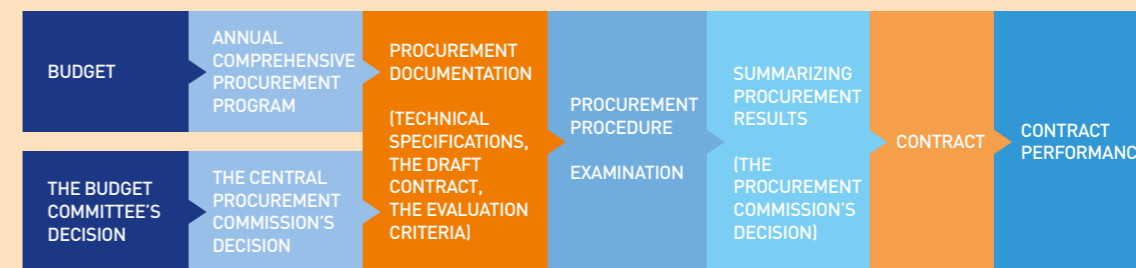 BUDGET
ANNUAL
COMPREHENSIVE
PROCUREMENT
PROGRAM
THE BUDGET
COMMITTEE'S
DECISION
THE CENTRAL
PROCUREMENT
COMMISSION'S
DECISION
PROCUREMENT
DOCUMENTATION
(TECHNICAL
SPECIFICATIONS,
THE DRAFT
CONTRACT,
THE EVALUATION
CRITERIA)
PROCUREMENT
PROCEDURE
EXAMINATION
SUMMARIZING
PROCUREMENT
RESULTS
(THE
PROCUREMENT
COMMISSION'S
DECISION)
CONTRACT
CONTRACT
PERFORMANC